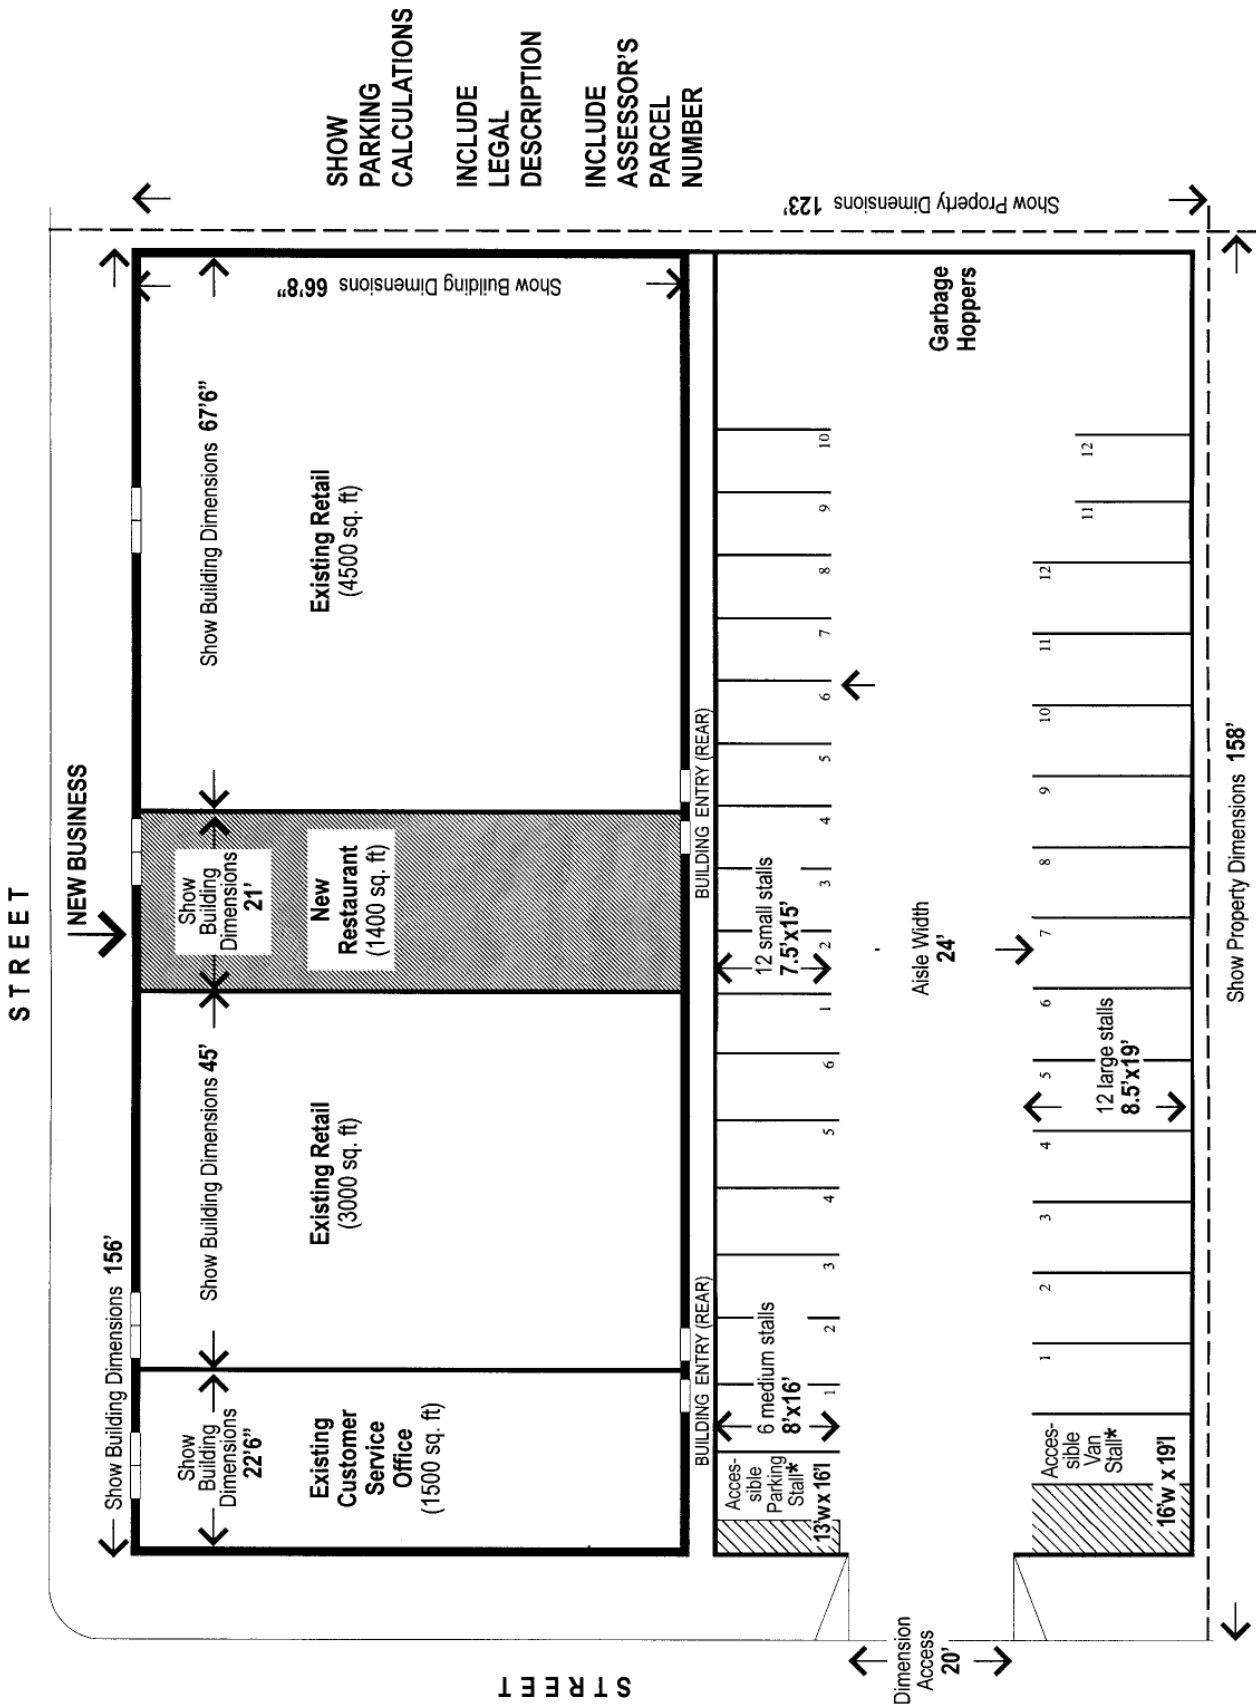 STREET
NEW BUSINESS
Show Building Dimensions 156'
Show
Building
Dimensions
22'6"
Show Building Dimensions 45'
Show
Building
Dimensions
21'
Show Building Dimensions 67'6"
Show Building Dimensions 66'8"
Existing
Customer
Service
Office
(1500 sq. ft)
Existing Retail
(3000 sq. ft)
New
Restaurant
(1400 sq. ft)
Existing Retail
(4500 sq. ft)
SHOW
PARKING
CALCULATIONS
INCLUDE
LEGAL
DESCRIPTION
INCLUDE
ASSESSOR'S
PARCEL
NUMBER
STREET
BUILDING ENTRY (REAR)
BUILDING ENTRY (REAR)
Acces-
sible
Parking
Stall*
13'w x 16'l
6 medium stalls
8'x16'
12 small stalls
7.5'x15'
1 2 3 4 5 6 1 2 3 4 5 6 7 8 9 10
Dimension
Access
20'
Aisle Width
24'
Garbage
Hoppers
Show Property Dimensions 123'
1 2 3 4 5 6 7 8 9 10 11 12
11 12
Acces-
sible
Van
Stall*
16'w x 19'l
12 large stalls
8.5'x19'
Show Property Dimensions 158'